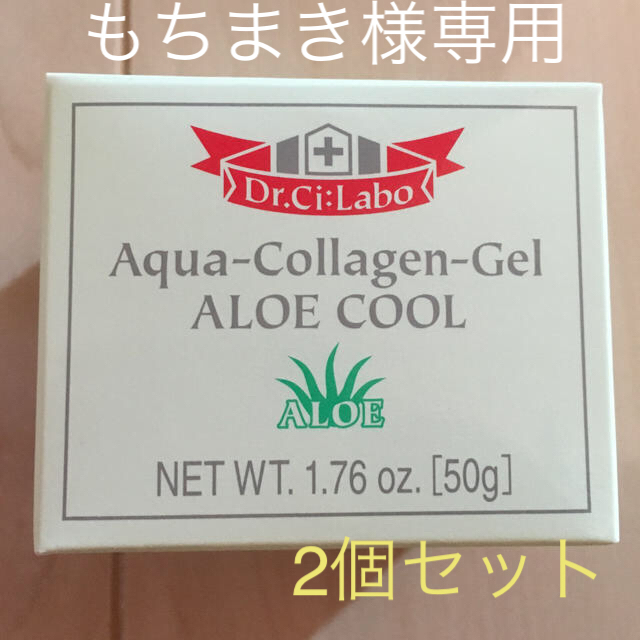 もちまき様専用
Dr.Ci:Labo
Aqua-Collagen-Gel
ALOE COOL
ALOE
NET WT. 1.76 oz. [50g]
2個セット